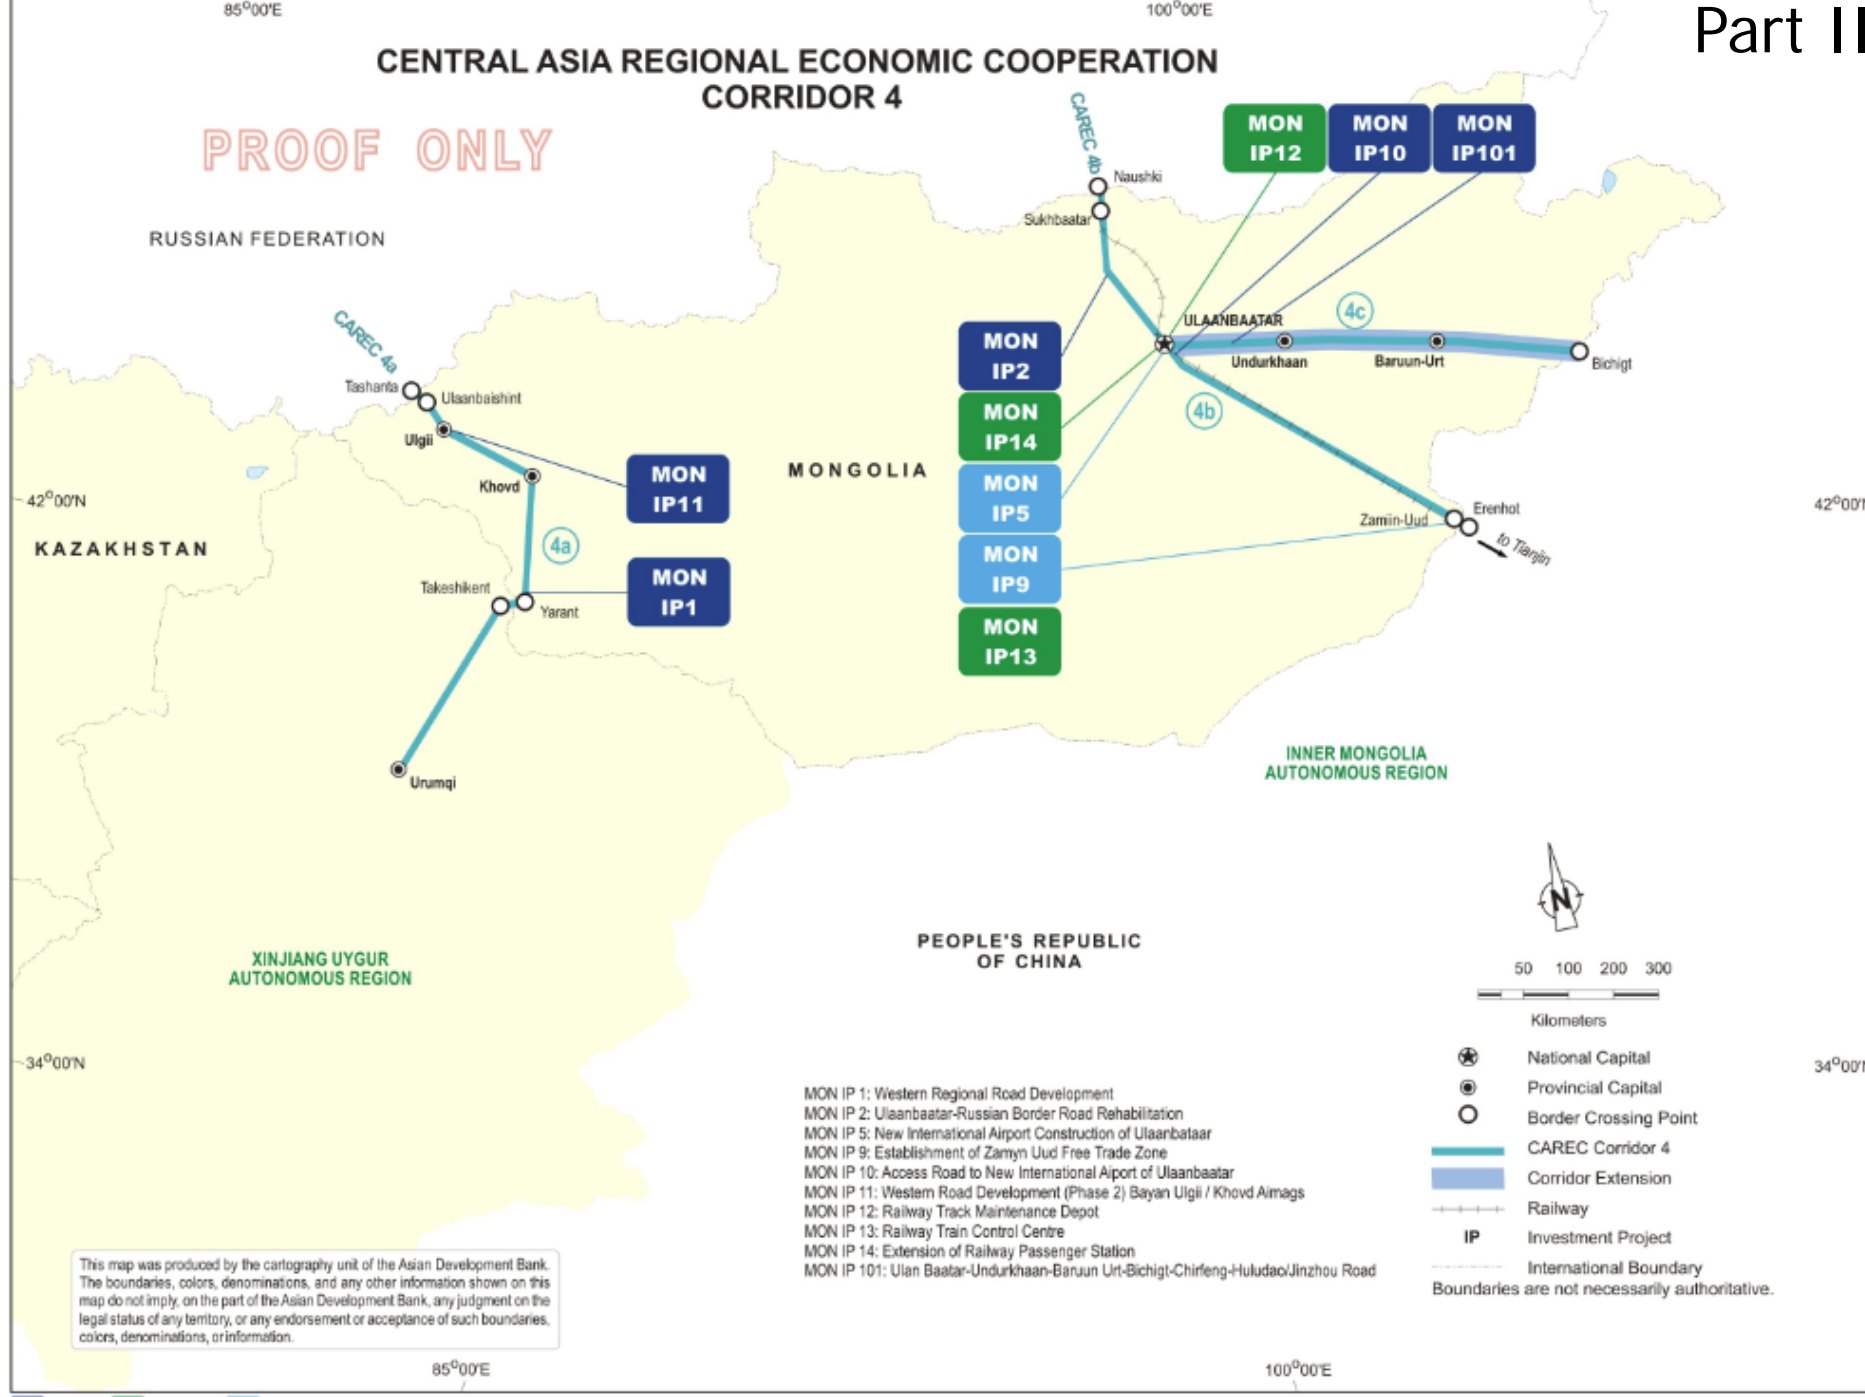 85°00'E
100°00'E
Part II
CENTRAL ASIA REGIONAL ECONOMIC COOPERATION
CORRIDOR 4
PROOF ONLY
RUSSIAN FEDERATION
CAREC 4b
Naushki
Sukhbaatar
MON
IP12
MON
IP10
MON
IP101
CAREC 4a
Tashanta
Ulaanbaishint
Ulgii
Khovd
4a
MON
IP11
MON
IP1
Takeshikent
Yarant
Urumqi
MONGOLIA
MON
IP2
MON
IP14
MON
IP5
MON
IP9
MON
IP13
ULAANBAATAR
4c
Undurkhaan
Baruun-Urt
Bichigt
4b
Zamiin-Uud
Erenhot
to Tianjin
42°00'N
42°00'N
KAZAKHSTAN
INNER MONGOLIA
AUTONOMOUS REGION
XINJIANG UYGUR
AUTONOMOUS REGION
PEOPLE'S REPUBLIC
OF CHINA
34°00'N
34°00'N
N
50 100 200 300
Kilometers
National Capital
Provincial Capital
Border Crossing Point
CAREC Corridor 4
Corridor Extension
Railway
IP Investment Project
International Boundary
Boundaries are not necessarily authoritative.
MON IP 1: Western Regional Road Development
MON IP 2: Ulaanbaatar-Russian Border Road Rehabilitation
MON IP 5: New International Airport Construction of Ulaanbataar
MON IP 9: Establishment of Zamyn Uud Free Trade Zone
MON IP 10: Access Road to New International Aiport of Ulaanbaatar
MON IP 11: Western Road Development (Phase 2) Bayan Ulgii / Khovd Aimags
MON IP 12: Railway Track Maintenance Depot
MON IP 13: Railway Train Control Centre
MON IP 14: Extension of Railway Passenger Station
MON IP 101: Ulan Baatar-Undurkhaan-Baruun Urt-Bichigt-Chirfeng-Huludao/Jinzhou Road
This map was produced by the cartography unit of the Asian Development Bank.
The boundaries, colors, denominations, and any other information shown on this
map do not imply, on the part of the Asian Development Bank, any judgment on the
legal status of any territory, or any endorsement or acceptance of such boundaries,
colors, denominations, or information.
85°00'E
100°00'E